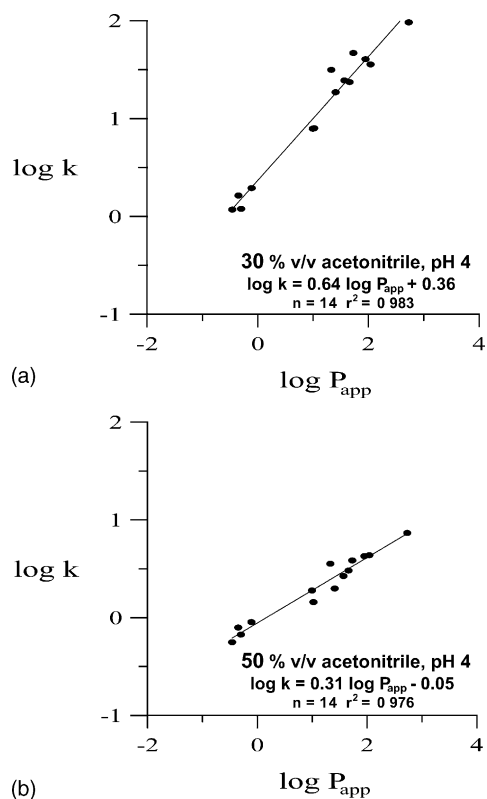 2
1
log k
0
30 % v/v acetonitrile, pH 4
log k = 0.64 log Papp + 0.36
n = 14 r2 = 0 983
-1
-2 0 2 4
(a)
log Papp
2
1
log k
0
50 % v/v acetonitrile, pH 4
log k = 0.31 log Papp - 0.05
n = 14 r2 = 0 976
-1
-2 0 2 4
log Papp
(b)